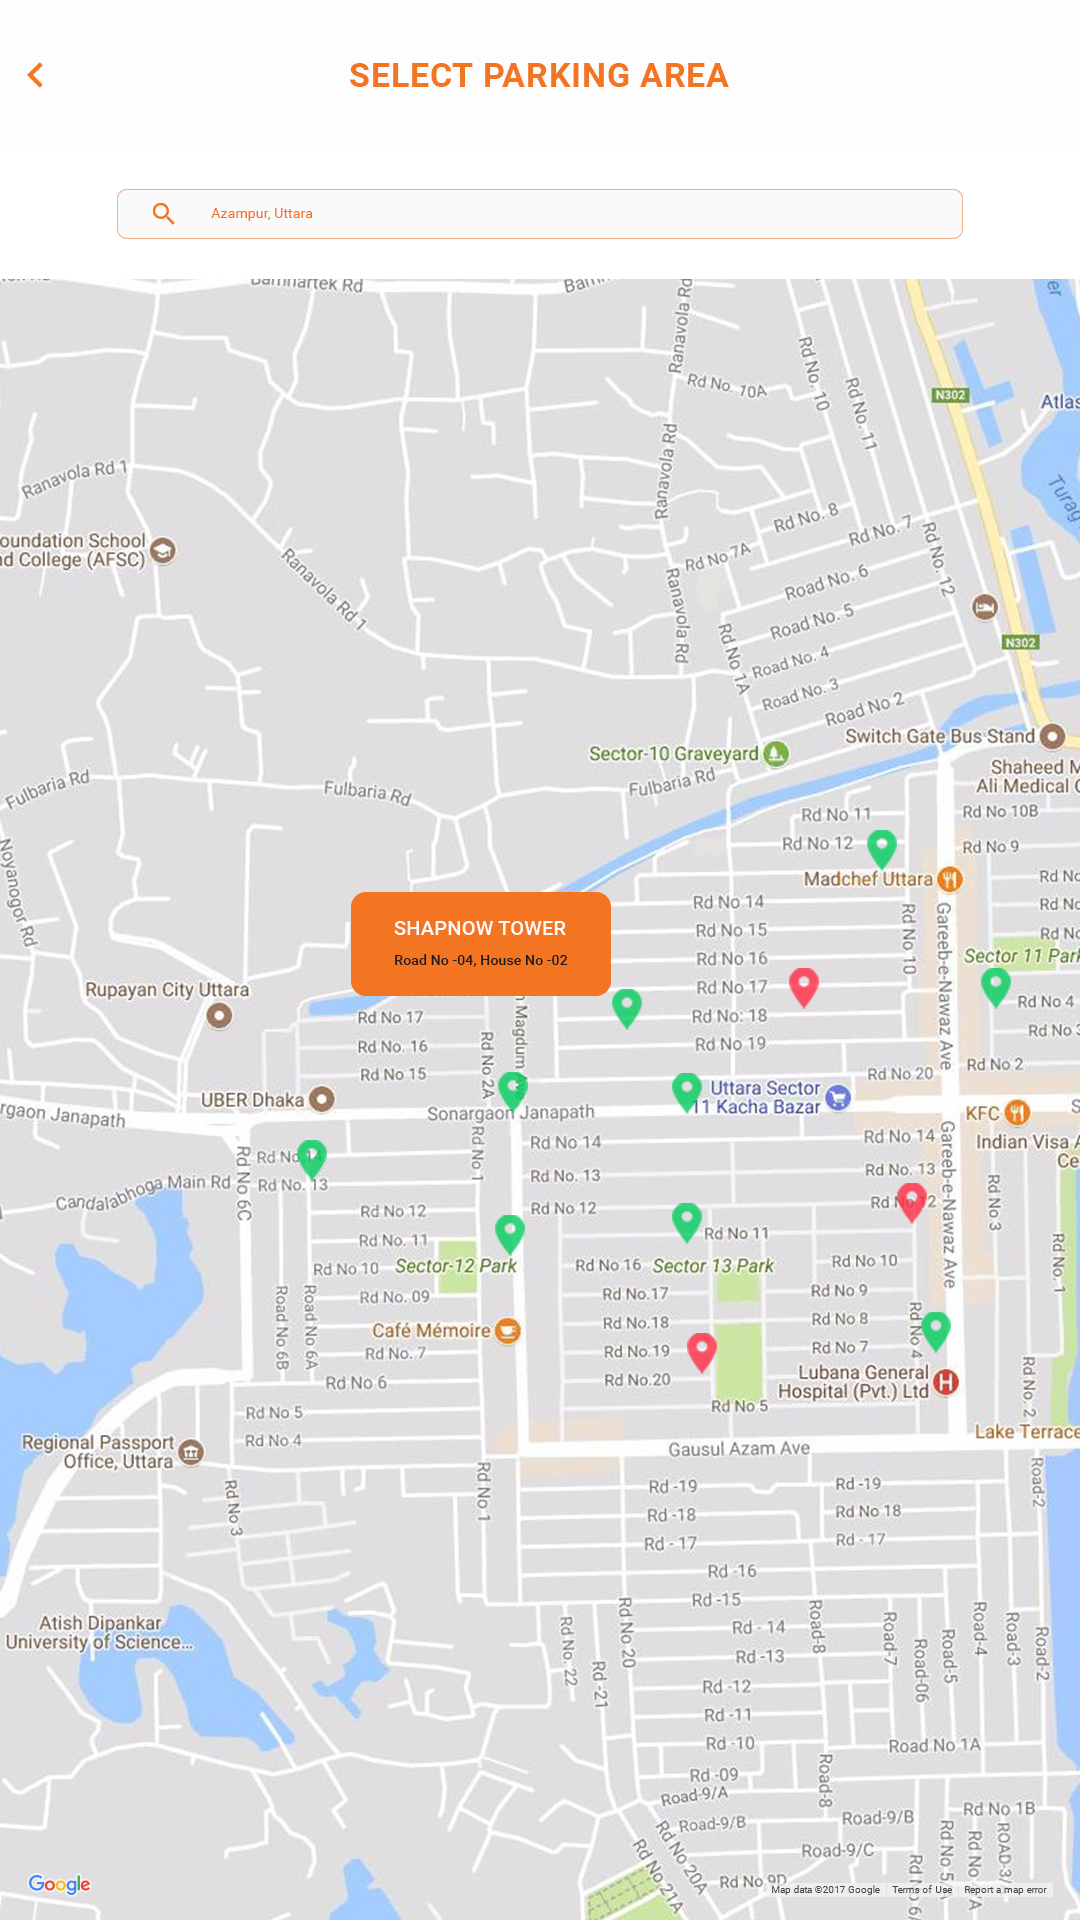 SELECT PARKING AREA
Azampur, Uttara
Barnhartek Rd
Ranavola Rd
Rd No. 10
Rd No. 10A
Rd No. 11
N302
Atlas
Ranavola Rd 1
Ranavola Rd
Turag
Rd No. 8
Rd No. 7
oundation School
nd College (AFSC)
Ranavola Rd 1
Rd No 7A
Rd No. 12
Road No. 6
Ranavola Rd
Road No. 5
N302
Rd No 1A
Road No. 4
Road No. 3
Road No 2
Switch Gate Bus Stand
Sector-10 Graveyard
Shaheed M
Ali Medical C
Fulbaria Rd
Fulbaria Rd
Fulbaria Rd
Rd No 11
Rd No 10B
Rd No 12
Rd No 9
Noyanogor Rd
Madchef Uttara
Rd No
Rd No 14
Rd No
Rd No 10
Gareeb-e-Nawaz Ave
SHAPNOW TOWER
Rd No 15
Rd No
Road No -04, House No -02
Rd No 16
Sector 11 Park
Rupayan City Uttara
Rd No 17
Rd No 4
Rd No 17
Rd No: 18
Rd No 3
Magdum
Rd No. 16
Rd No 2A
Rd No 19
Rd No 15
Rd No 20
Rd No 2
UBER Dhaka
Uttara Sector
11 Kacha Bazar
rgaon Janapath
Sonargaon Janapath
KFC
Rd No 14
Rd No 14
Indian Visa A
Ce
Rd No 6C
Rd No. 13
Rd No 1
Rd No. 13
Rd No. 13
Candalabhoga Main Rd
Rd No 12
Rd No 12
Rd No 12
Rd No 3
Gareeb-e-Nawaz Ave
Rd No. 11
Rd No 11
Rd No. 1
Rd No 10
Sector-12 Park
Rd No 16
Sector 13 Park
Rd No 10
Rd No. 09
Rd No.17
Rd No 9
Road No 6B
Road No 6A
Rd No.18
Rd No 8
Rd No 4
Café Mémoire
Rd No. 7
Rd No.19
Rd No 7
Rd No 6
Rd No.20
Lubana General
Hospital (Pvt.) Ltd
Rd No. 2
Rd No 5
Rd No 5
Regional Passport
Office, Uttara
Rd No 4
Gausul Azam Ave
Lake Terrace
Rd No 3
Rd No 1
Rd -19
Rd -19
Road-2
Rd -18
Rd No 18
Rd - 17
Rd - 17
Rd -16
Rd -15
Atish Dipankar
University of Science...
Rd No. 22
Rd No 20
Rd - 14
Road-8
Road-7
Road-4
Road-3
Road-2
Rd -13
Road-06
Road-5
Rd -21
Rd -12
Rd -11
Rd -10
Road No 1A
Rd -09
Road-8
Road-9/A
Road-9/B
Road-9/B
Rd No 1B
Rd No 21A
Rd No 20A
Road-9/C
Rd No 5
Rd No
ROAD-3/
Rd No 9D
Google
Map data ©2017 Google
Terms of Use
Report a map error